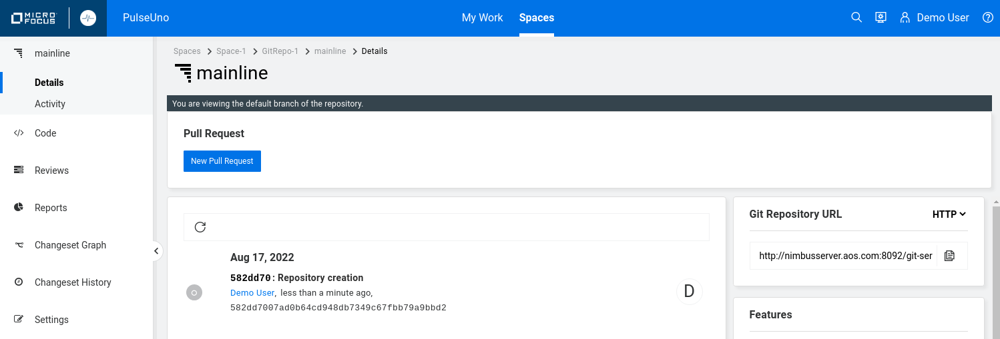 MICRO FOCUS PulseUno My Work Spaces Demo User
mainline
Details
Activity
Code
Reviews
Reports
Changeset Graph
Changeset History
Settings
Spaces Space-1 GitRepo-1 mainline Details
mainline
You are viewing the default branch of the repository.
Pull Request
New Pull Request
Aug 17, 2022
582dd70: Repository creation
Demo User, less than a minute ago,
582dd7007ad0b64cd948db7349c67fbb79a9bbd2
D
Git Repository URL HTTP
http://nimbusserver.aos.com:8092/git-ser
Features